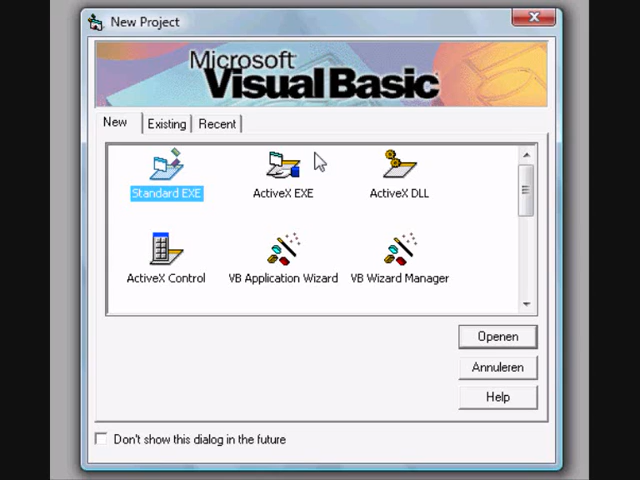 New Project
Microsoft
Visual Basic
New Existing Recent
Standard EXE ActiveX EXE ActiveX DLL
ActiveX Control VB Application Wizard VB Wizard Manager
Openen
Annuleren
Help
Don't show this dialog in the future